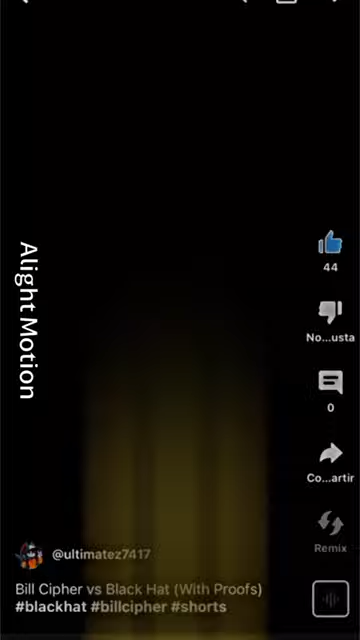 Alight Motion
44
No...usta
0
Co...artir
Remix
@ultimatez7417
Bill Cipher vs Black Hat (With Proofs)
#blackhat #billcipher #shorts